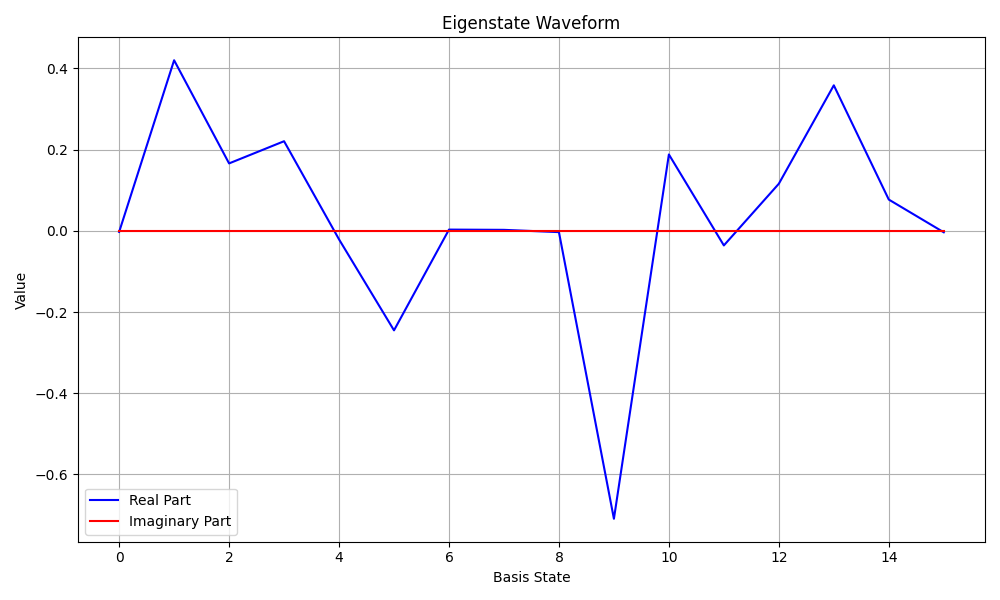 Eigenstate Waveform
0.4
0.2
0.0
−0.2
−0.4
−0.6
Value
Real Part
Imaginary Part
0 2 4 6 8 10 12 14
Basis State